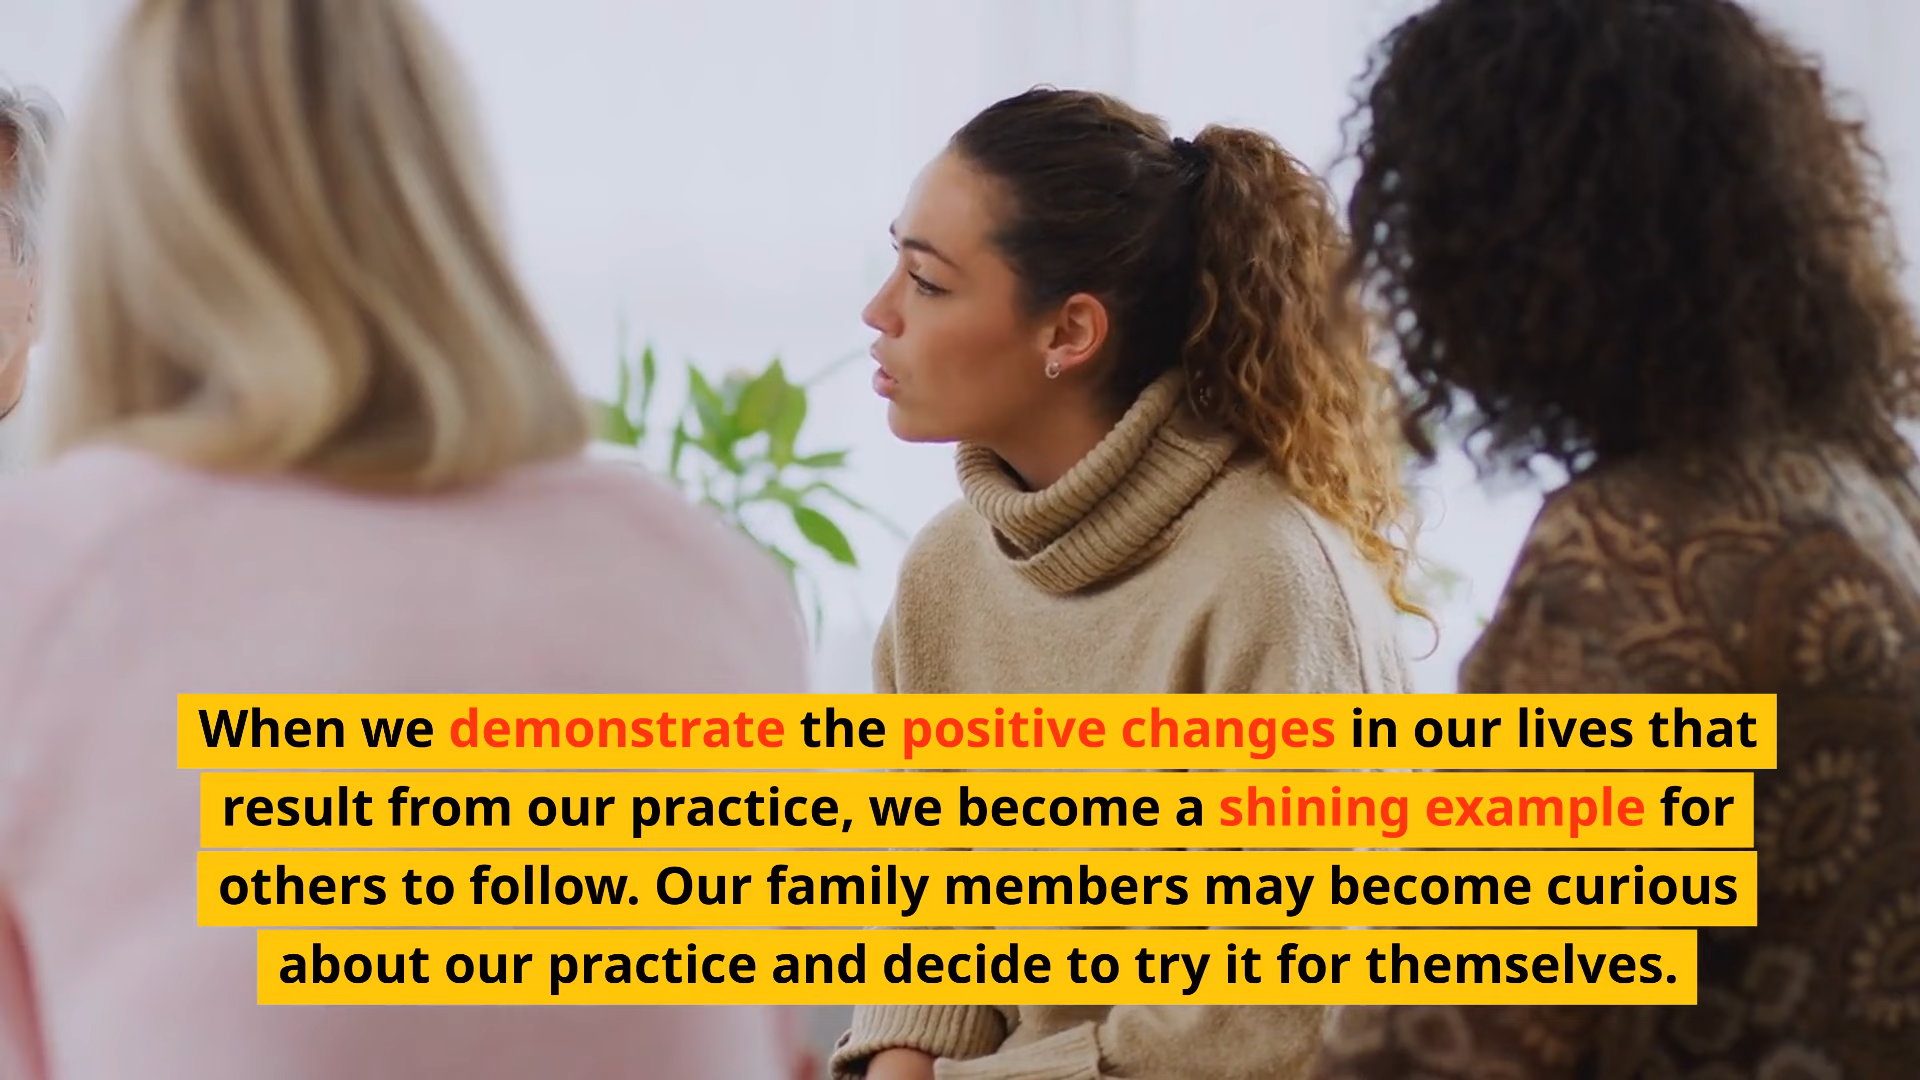 When we demonstrate the positive changes in our lives that
result from our practice, we become a shining example for
others to follow. Our family members may become curious
about our practice and decide to try it for themselves.